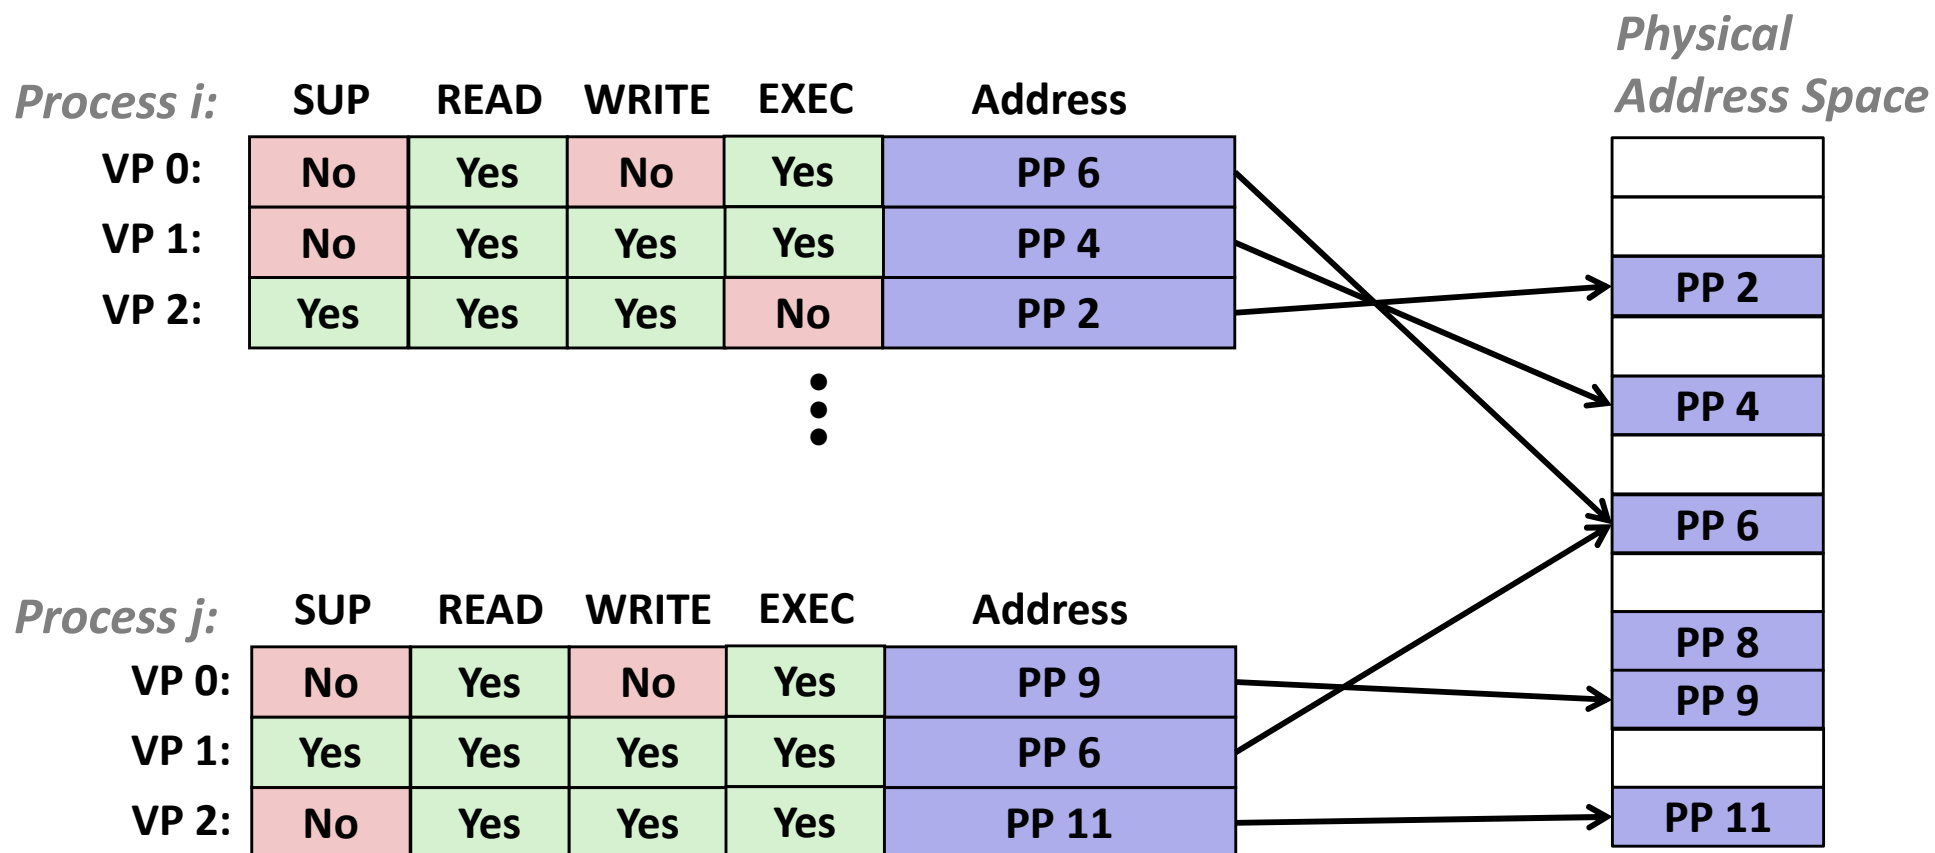 Physical
Address Space
Process i: SUP READ WRITE EXEC Address
VP 0: No Yes No Yes PP 6
VP 1: No Yes Yes Yes PP 4
VP 2: Yes Yes Yes No PP 2
PP 2
PP 4
PP 6
Process j: SUP READ WRITE EXEC Address
VP 0: No Yes No Yes PP 9
VP 1: Yes Yes Yes Yes PP 6
VP 2: No Yes Yes Yes PP 11
PP 8
PP 9
PP 11